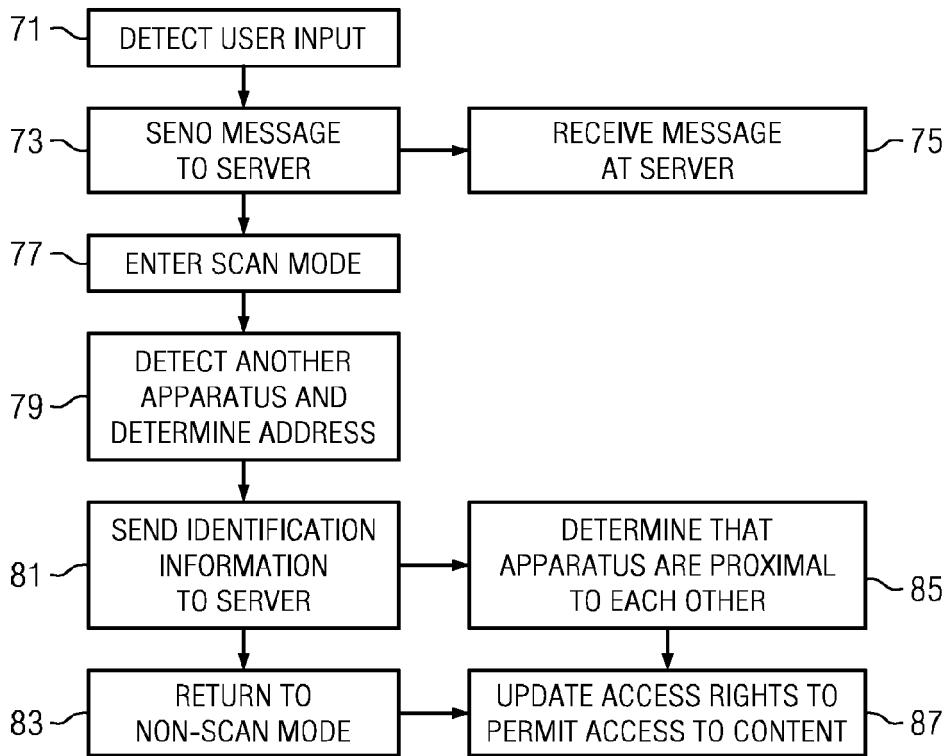 71
DETECT USER INPUT
73
SENO MESSAGE
TO SERVER
RECEIVE MESSAGE
AT SERVER
75
77
ENTER SCAN MODE
79
DETECT ANOTHER
APPARATUS AND
DETERMINE ADDRESS
81
SEND IDENTIFICATION
INFORMATION
TO SERVER
DETERMINE THAT
APPARATUS ARE PROXIMAL
TO EACH OTHER
85
83
RETURN TO
NON-SCAN MODE
UPDATE ACCESS RIGHTS TO
PERMIT ACCESS TO CONTENT
87